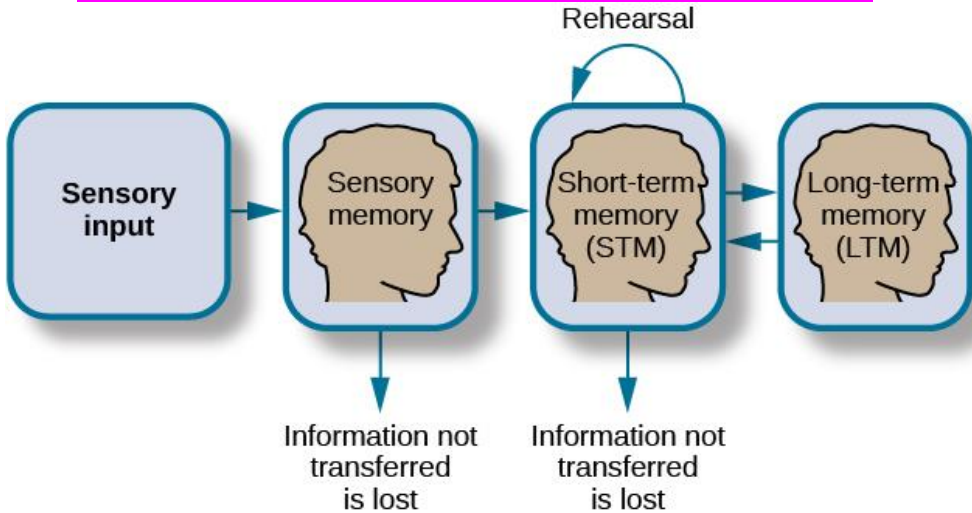 Rehearsal
Sensory
input
Sensory
memory
Short-term
memory
(STM)
Long-term
memory
(LTM)
Information not
transferred
is lost
Information not
transferred
is lost